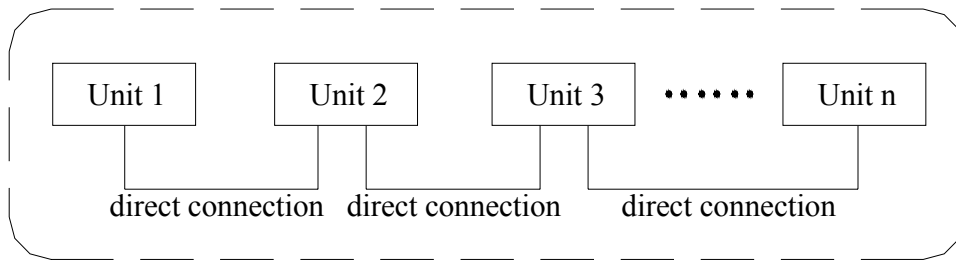 Unit 1 Unit 2 Unit 3 ...... Unit n
direct connection direct connection direct connection